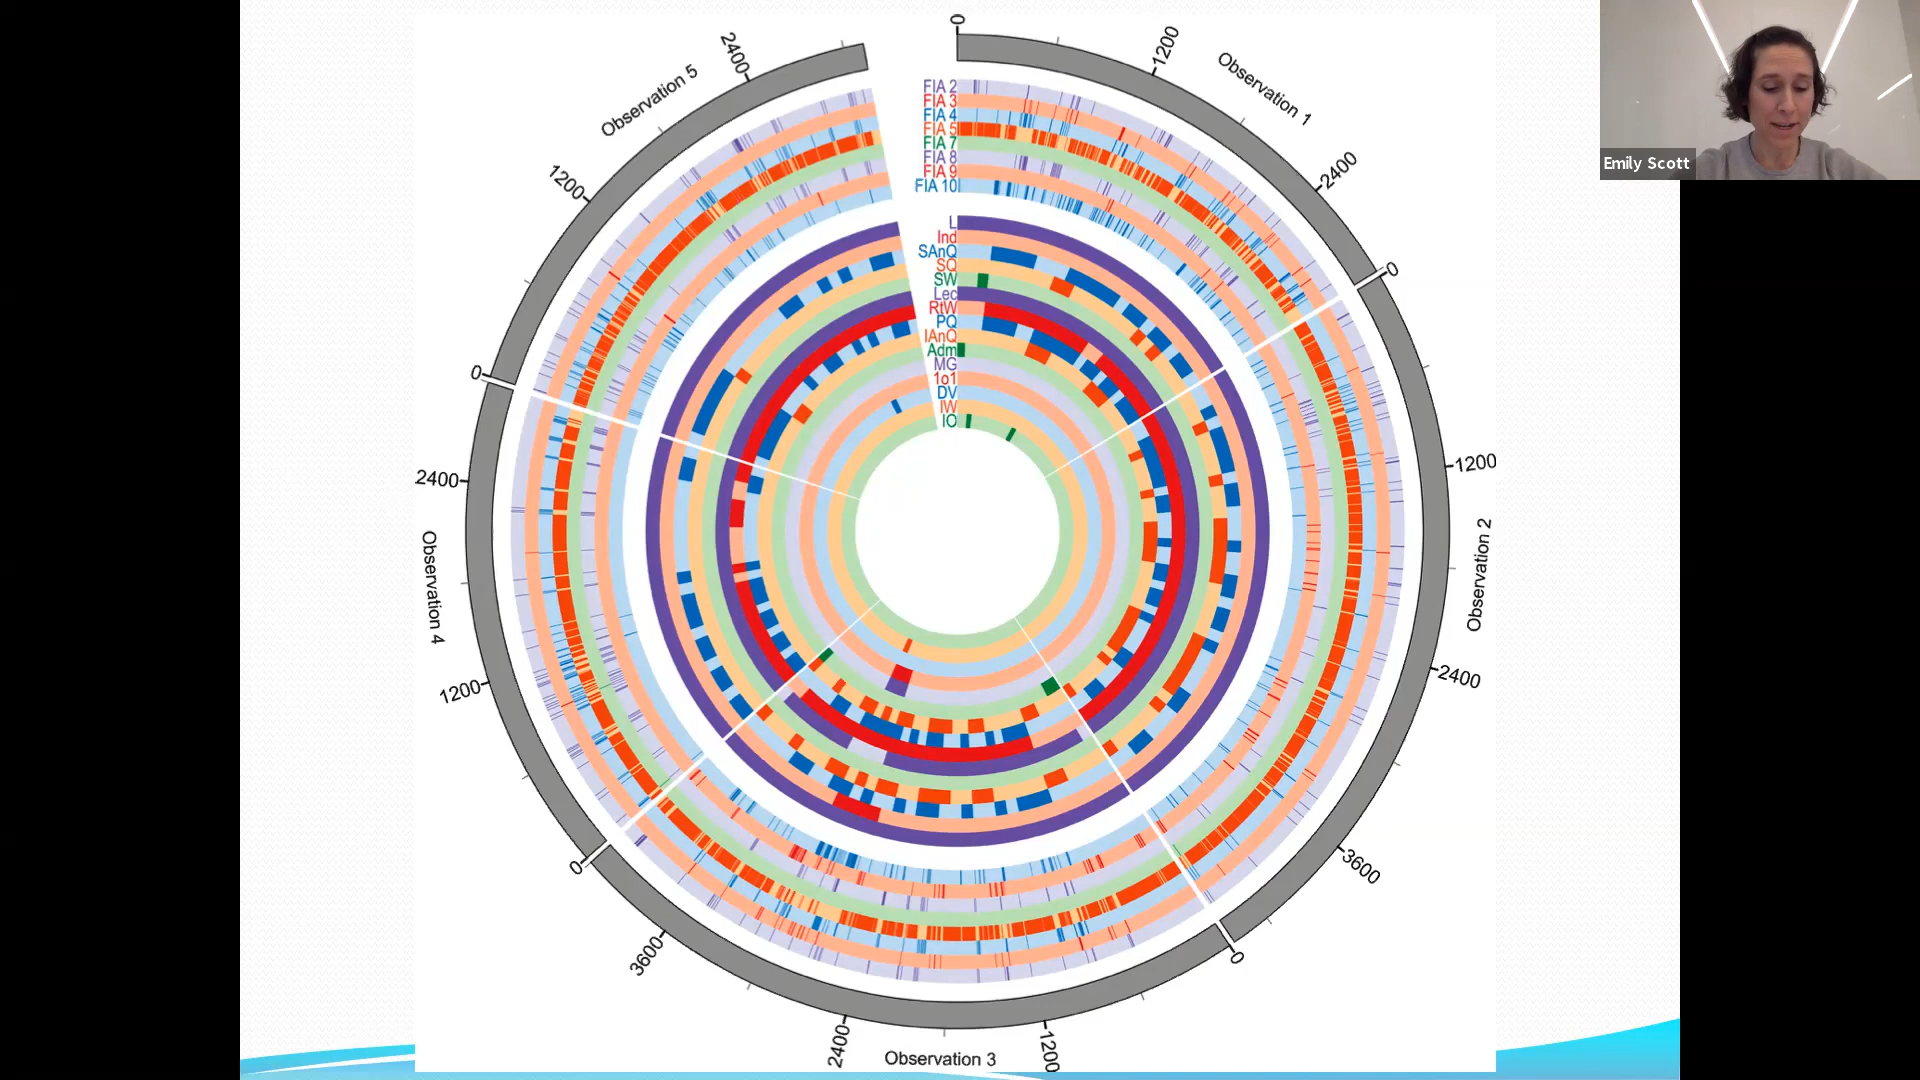 0
1200
Observation 1
2400
0
1200
Observation 2
2400
3600
0
1200
Observation 3
2400
3600
0
1200
Observation 4
2400
0
1200
Observation 5
2400
FIA 2
FIA 3
FIA 4
FIA 5
FIA 7
FIA 8
FIA 9
FIA 10
L
Ind
SAnQ
SQ
SW
Lec
RtW
PQ
IAnQ
Adm
MG
1o1
DV
IW
IO
Emily Scott